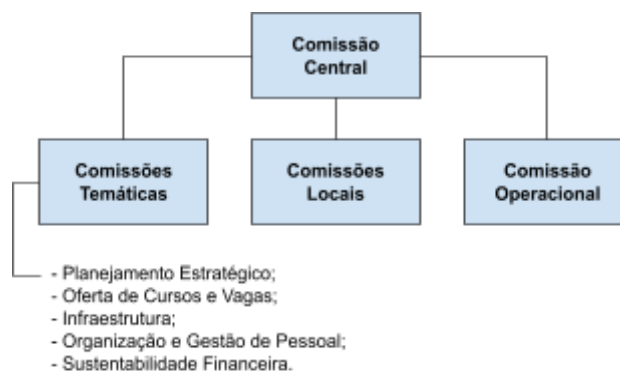 Comissão
Central
Comissões
Temáticas
Comissões
Locais
Comissão
Operacional
- Planejamento Estratégico;
- Oferta de Cursos e Vagas;
- Infraestrutura;
- Organização e Gestão de Pessoal;
- Sustentabilidade Financeira.